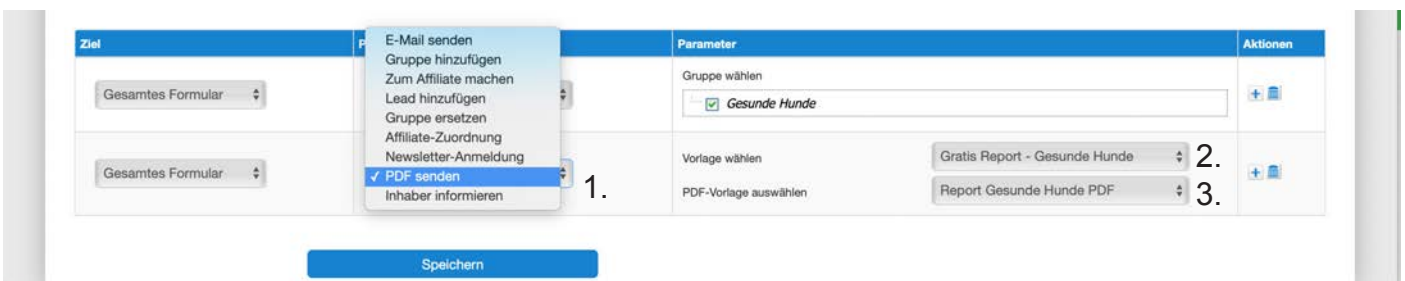 Ziel
P
Parameter
Aktionen
E-Mail senden
Gruppe hinzufügen
Zum Affiliate machen
Lead hinzufügen
Gruppe ersetzen
Affiliate-Zuordnung
Newsletter-Anmeldung
✓ PDF senden
Inhaber informieren
Gesamtes Formular
Gruppe wählen
Gesunde Hunde
Gesamtes Formular
1.
Vorlage wählen
Gratis Report - Gesunde Hunde
2.
PDF-Vorlage auswählen
Report Gesunde Hunde PDF
3.
Speichern